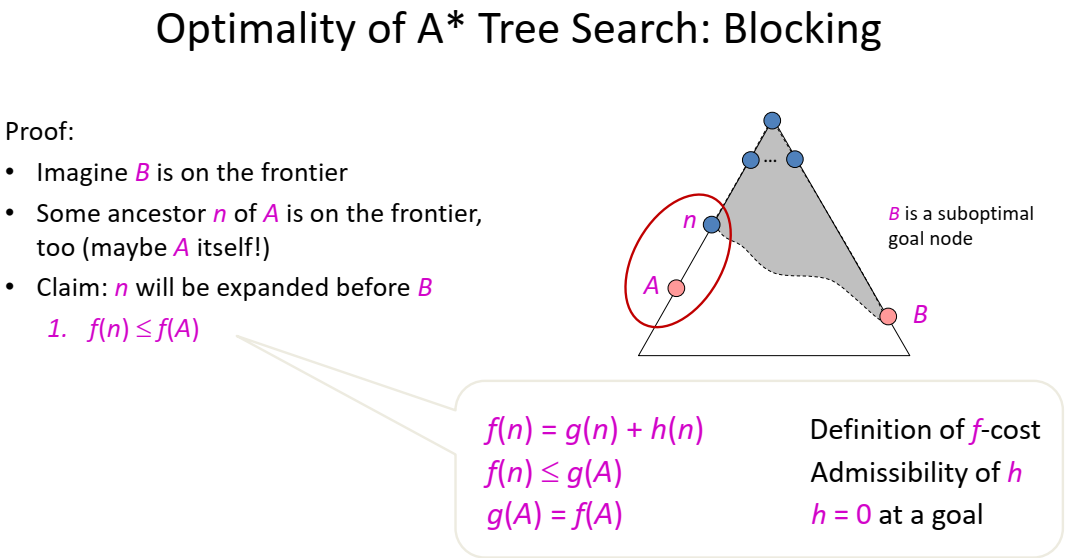 Optimality of A* Tree Search: Blocking
Proof:
• Imagine B is on the frontier
• Some ancestor n of A is on the frontier,
too (maybe A itself!)
• Claim: n will be expanded before B
1. f(n) ≤ f(A)
...
n
A
B is a suboptimal
goal node
B
f(n) = g(n) + h(n) Definition of f-cost
f(n) ≤ g(A) Admissibility of h
g(A) = f(A) h = 0 at a goal